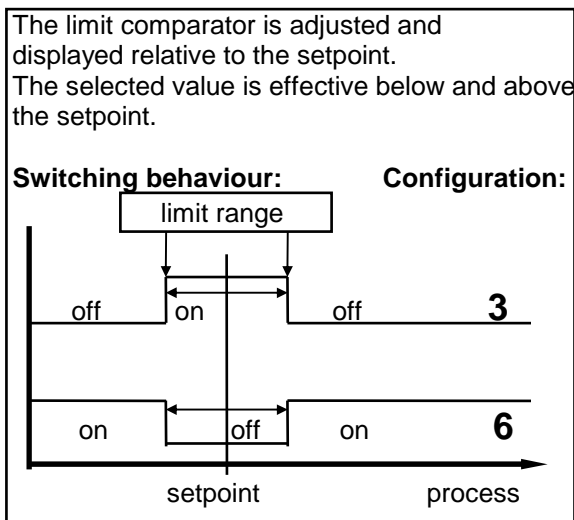 The limit comparator is adjusted and
displayed relative to the setpoint.
The selected value is effective below and above
the setpoint.
Switching behaviour: Configuration:
limit range
off on off 3
on off on 6
setpoint process